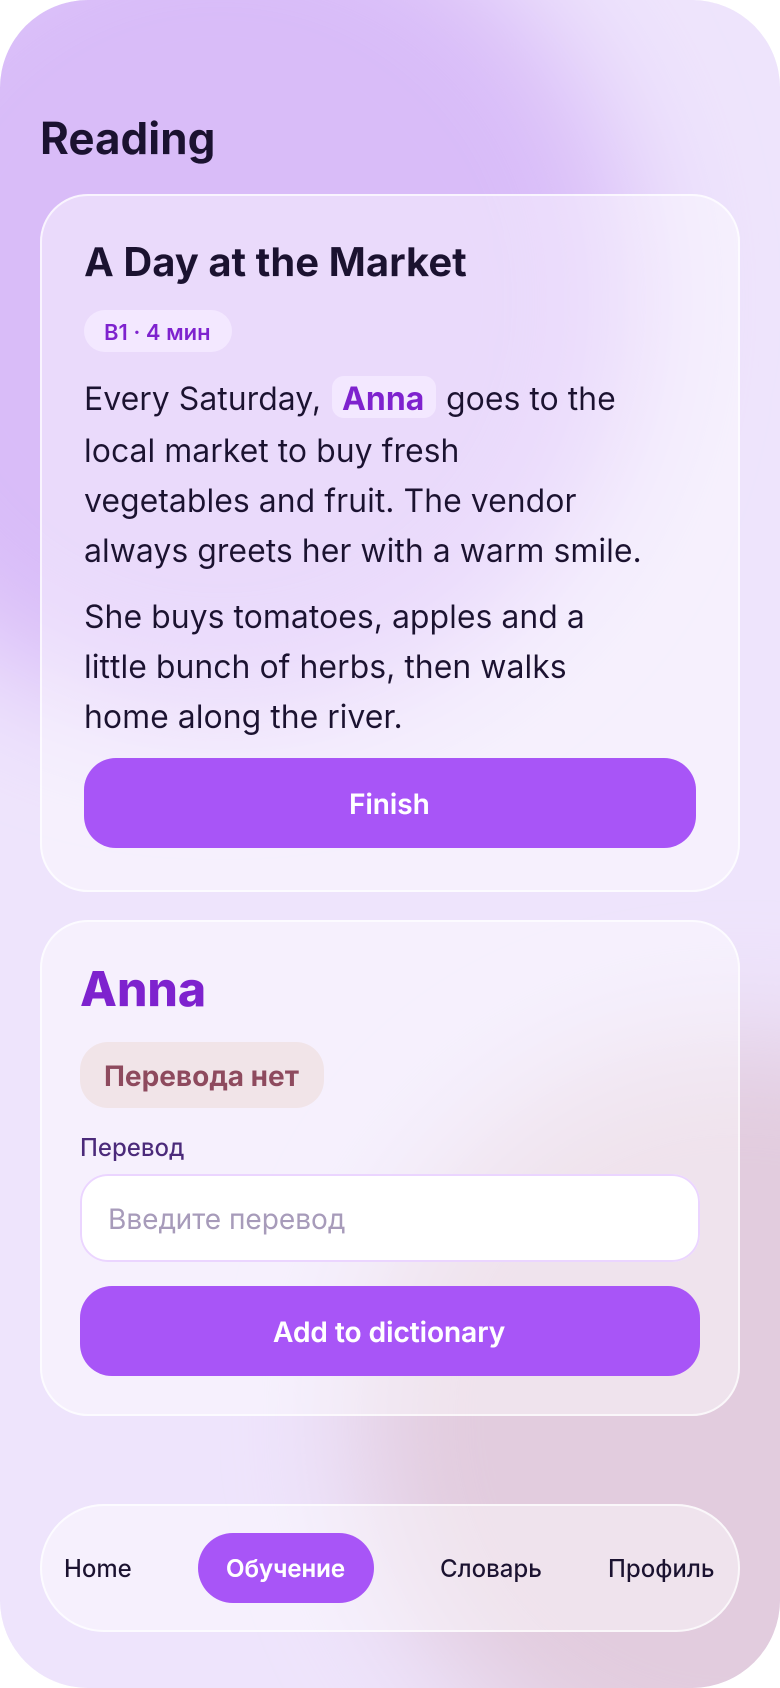 Reading
A Day at the Market
B1 · 4 мин
Every Saturday, Anna goes to the
local market to buy fresh
vegetables and fruit. The vendor
always greets her with a warm smile.
She buys tomatoes, apples and a
little bunch of herbs, then walks
home along the river.
Finish
Anna
Перевода нет
Перевод
Введите перевод
Add to dictionary
Home Обучение Словарь Профиль